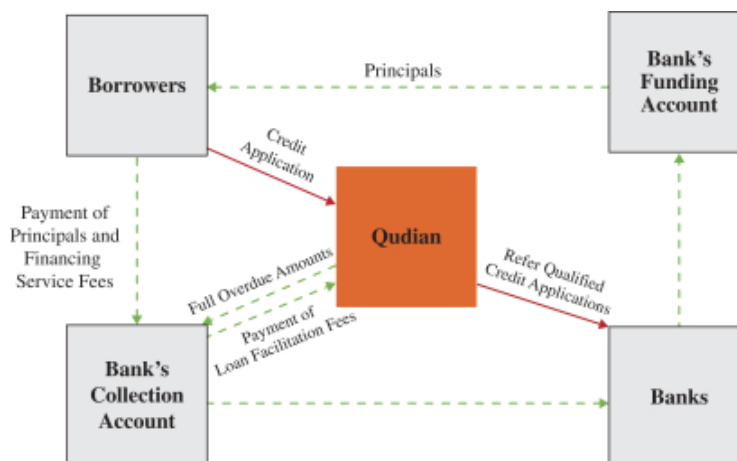 Borrowers
Principals
Bank's
Funding
Account
Credit
Application
Qudian
Payment of
Principals and
Financing
Service Fees
Full Overdue Amounts
Payment of
Loan Facilitation Fees
Refer Qualified
Credit Applications
Bank's
Collection
Account
Banks